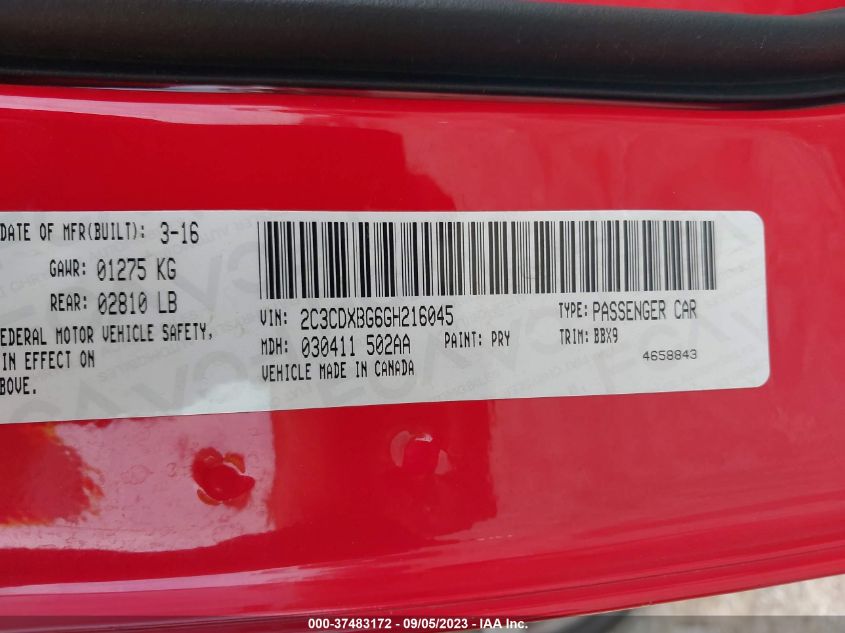 DATE OF MFR(BUILT): 3-16
GAWR: 01275 KG
REAR: 02810 LB
FEDERAL MOTOR VEHICLE SAFETY,
IN EFFECT ON
ABOVE.
VIN: 2C3CDXBG6GH216045
TYPE: PASSENGER CAR
MDH: 030411 502AA PAINT: PRY TRIM: BBX9
VEHICLE MADE IN CANADA
4658843
000-37483172 - 09/05/2023 - IAA Inc.